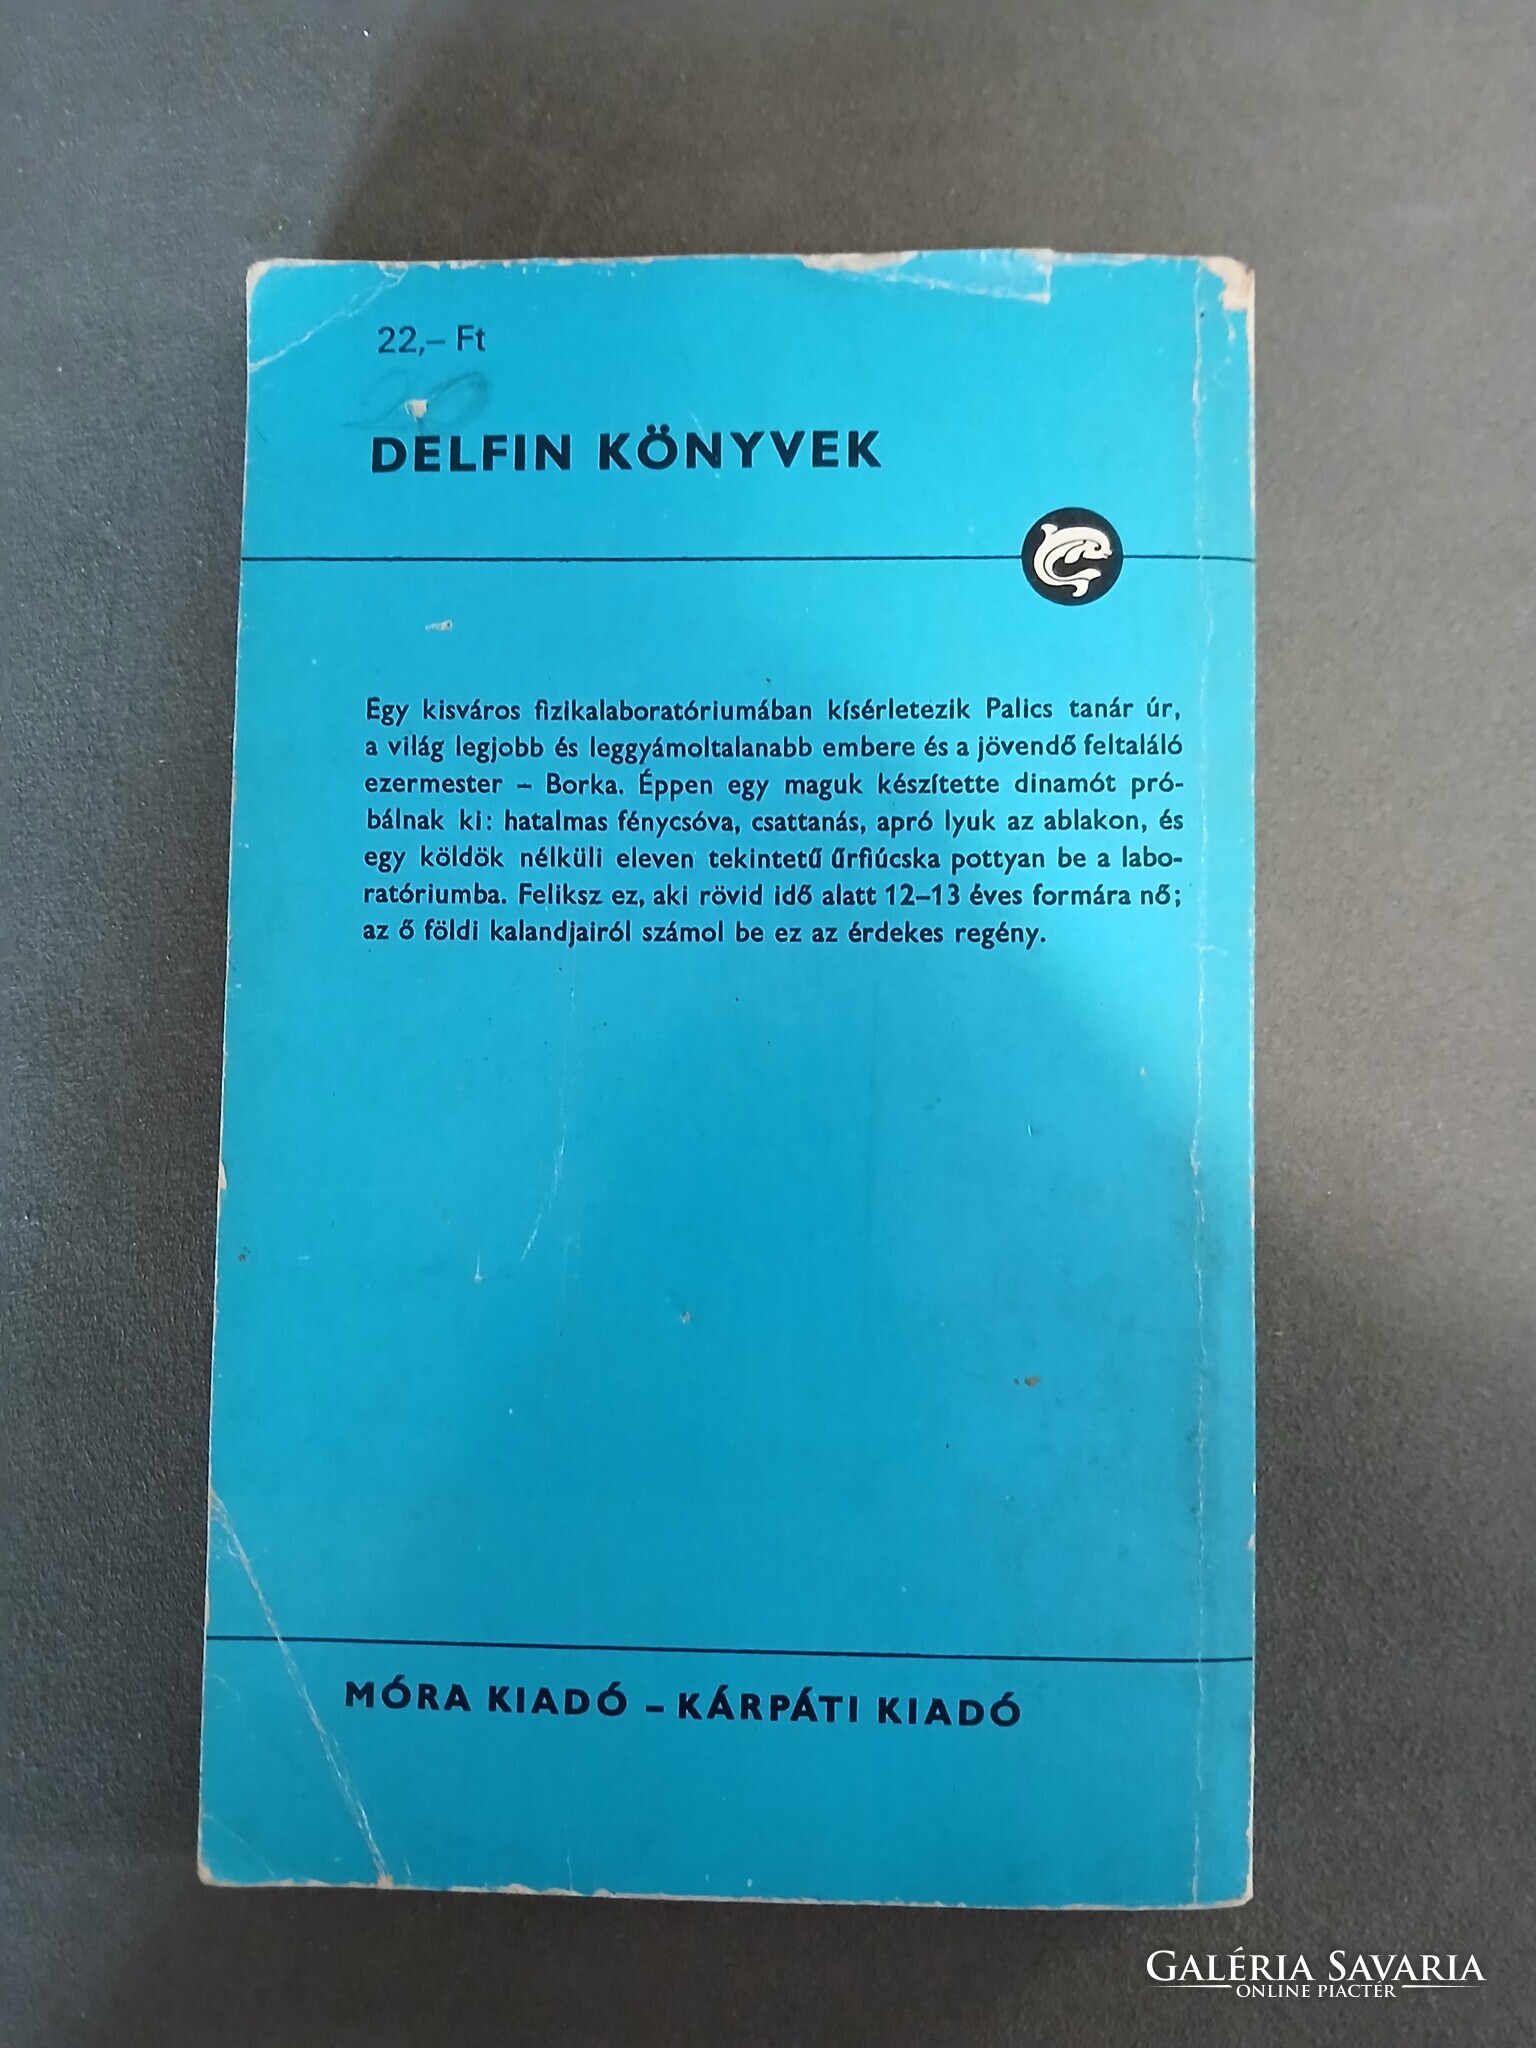 22,– Ft
20
DELFIN KÖNYVEK
Egy kisváros fizikalaboratóriumában kísérletezik Palics tanár úr,
a világ legjobb és leggyámoltalanabb embere és a jövendő feltaláló
ezermester – Borka. Éppen egy maguk készítette dinamót pró-
bálnak ki: hatalmas fénycsóva, csattanás, apró lyuk az ablakon, és
egy köldök nélküli eleven tekintetű űrfiúcska pottyan be a labo-
ratóriumba. Feliksz ez, aki rövid idő alatt 12–13 éves formára nő;
az ő földi kalandjairól számol be ez az érdekes regény.
MÓRA KIADÓ – KÁRPÁTI KIADÓ
GALÉRIA SAVARIA
ONLINE PIACTÉR